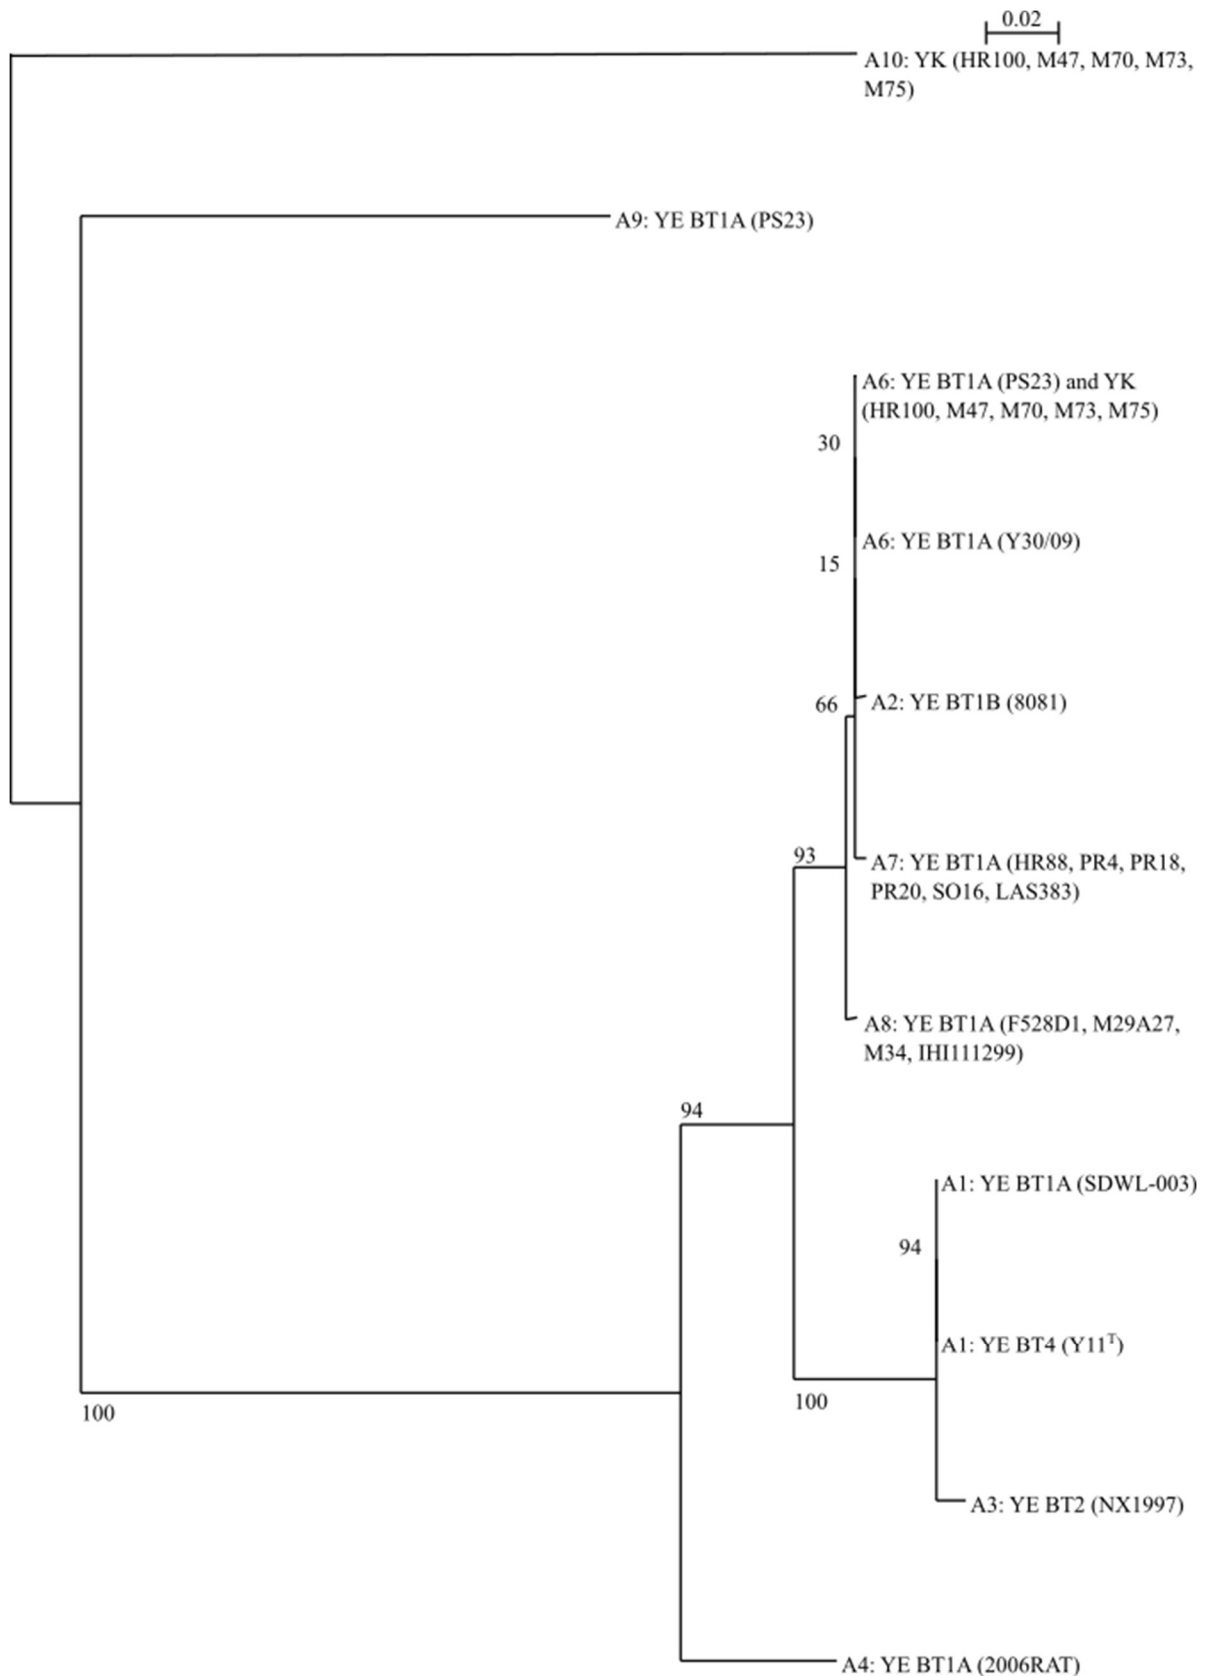 0.02
A10: YK (HR100, M47, M70, M73,
M75)
A9: YE BT1A (PS23)
A6: YE BT1A (PS23) and YK
(HR100, M47, M70, M73, M75)
30
A6: YE BT1A (Y30/09)
15
66
A2: YE BT1B (8081)
93
A7: YE BT1A (HR88, PR4, PR18,
PR20, SO16, LAS383)
A8: YE BT1A (F528D1, M29A27,
M34, IHI111299)
94
A1: YE BT1A (SDWL-003)
94
A1: YE BT4 (Y11ᵀ)
100
100
A3: YE BT2 (NX1997)
A4: YE BT1A (2006RAT)